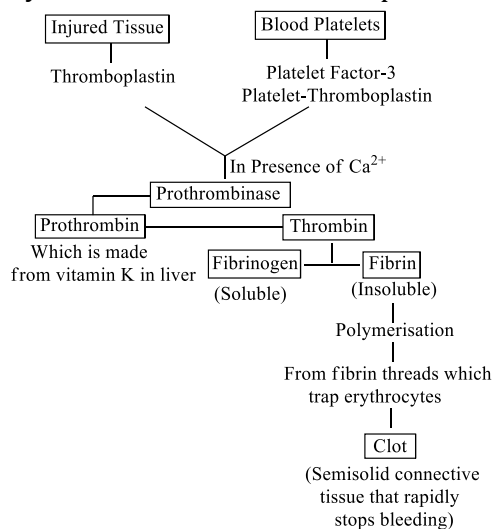 Injured Tissue
Blood Platelets
Thromboplastin
Platelet Factor-3
Platelet-Thromboplastin
In Presence of Ca²⁺
Prothrombinase
Prothrombin
Thrombin
Which is made
from vitamin K in liver
Fibrinogen
Fibrin
(Soluble)
(Insoluble)
Polymerisation
From fibrin threads which
trap erythrocytes
Clot
(Semisolid connective
tissue that rapidly
stops bleeding)